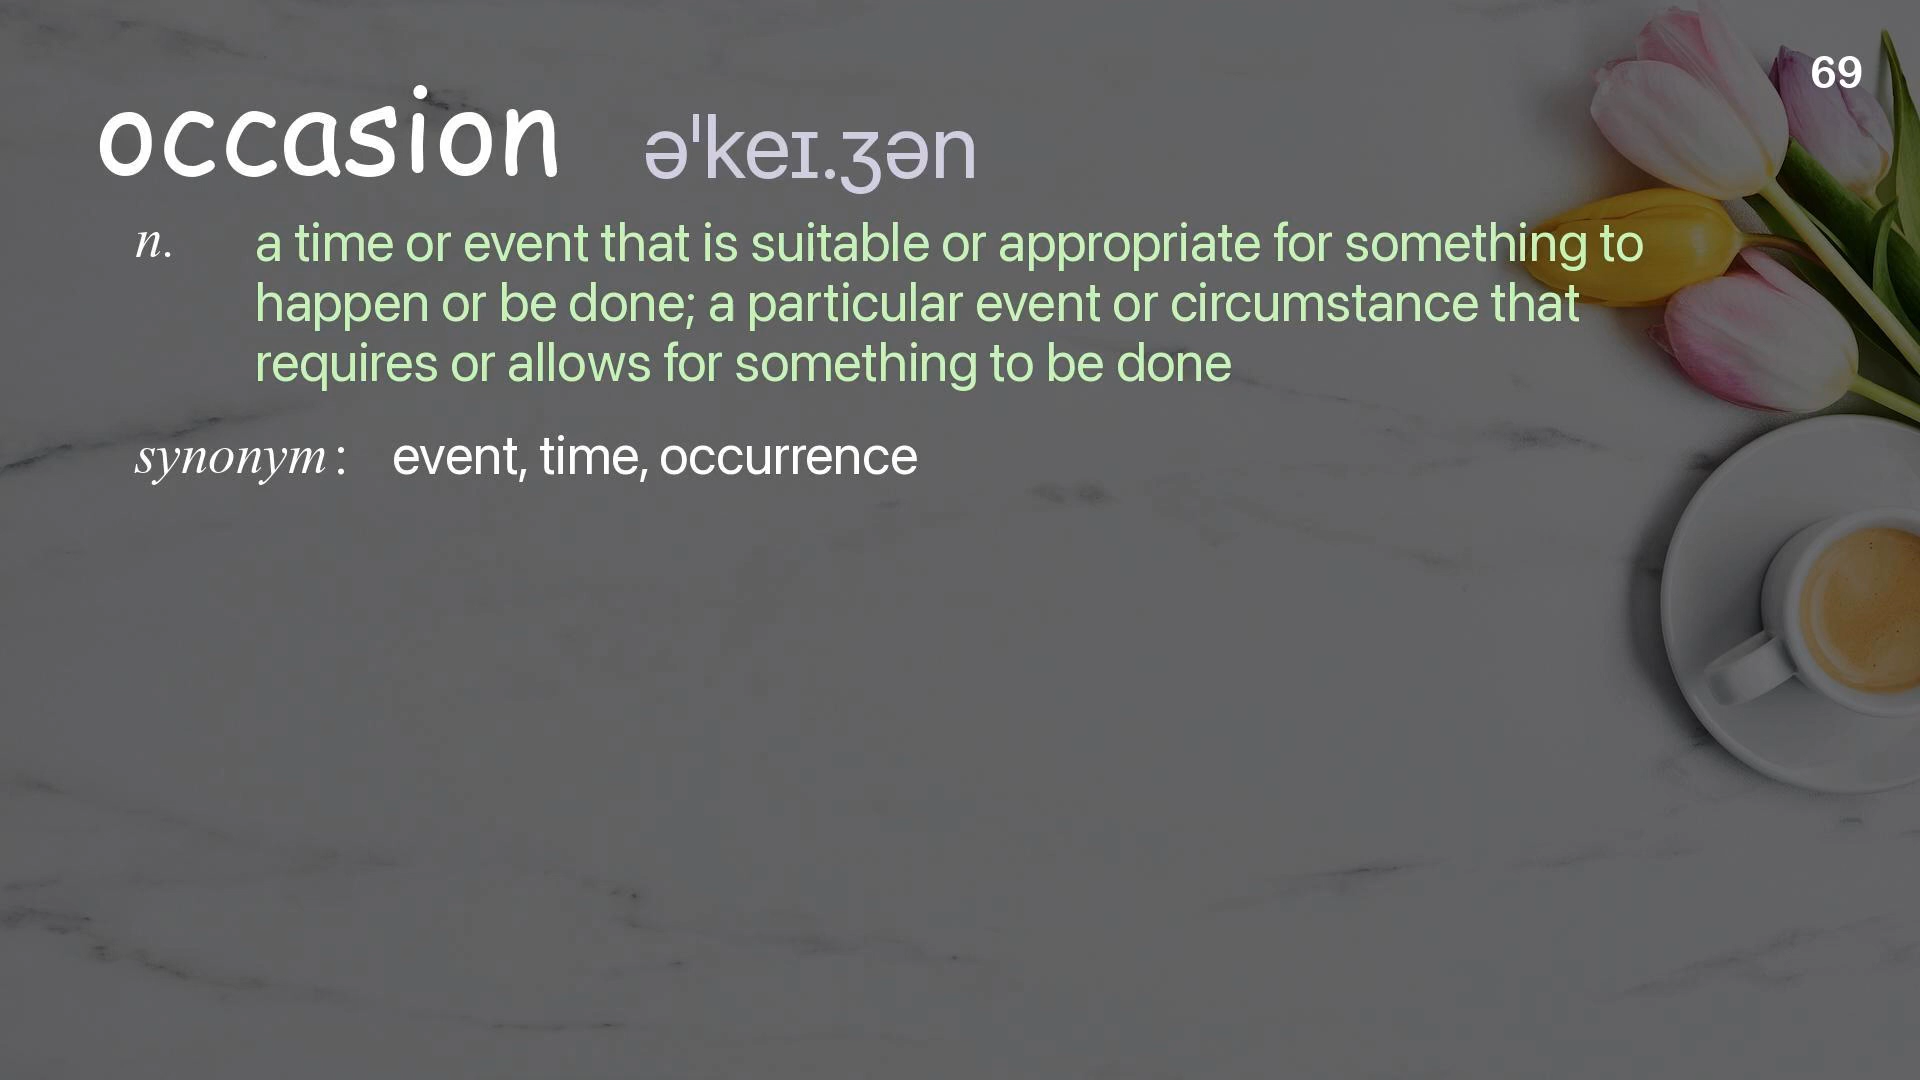 69
occasion əˈkeɪ.ʒən
n. a time or event that is suitable or appropriate for something to
happen or be done; a particular event or circumstance that
requires or allows for something to be done
synonym: event, time, occurrence